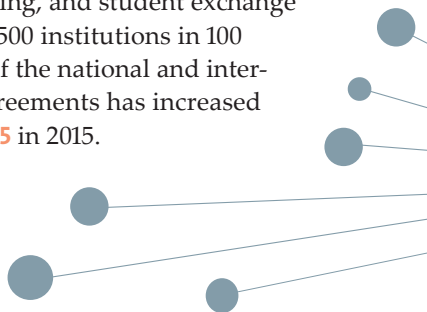 ing, and student exchange
500 institutions in 100
f the national and inter-
reements has increased
5 in 2015.